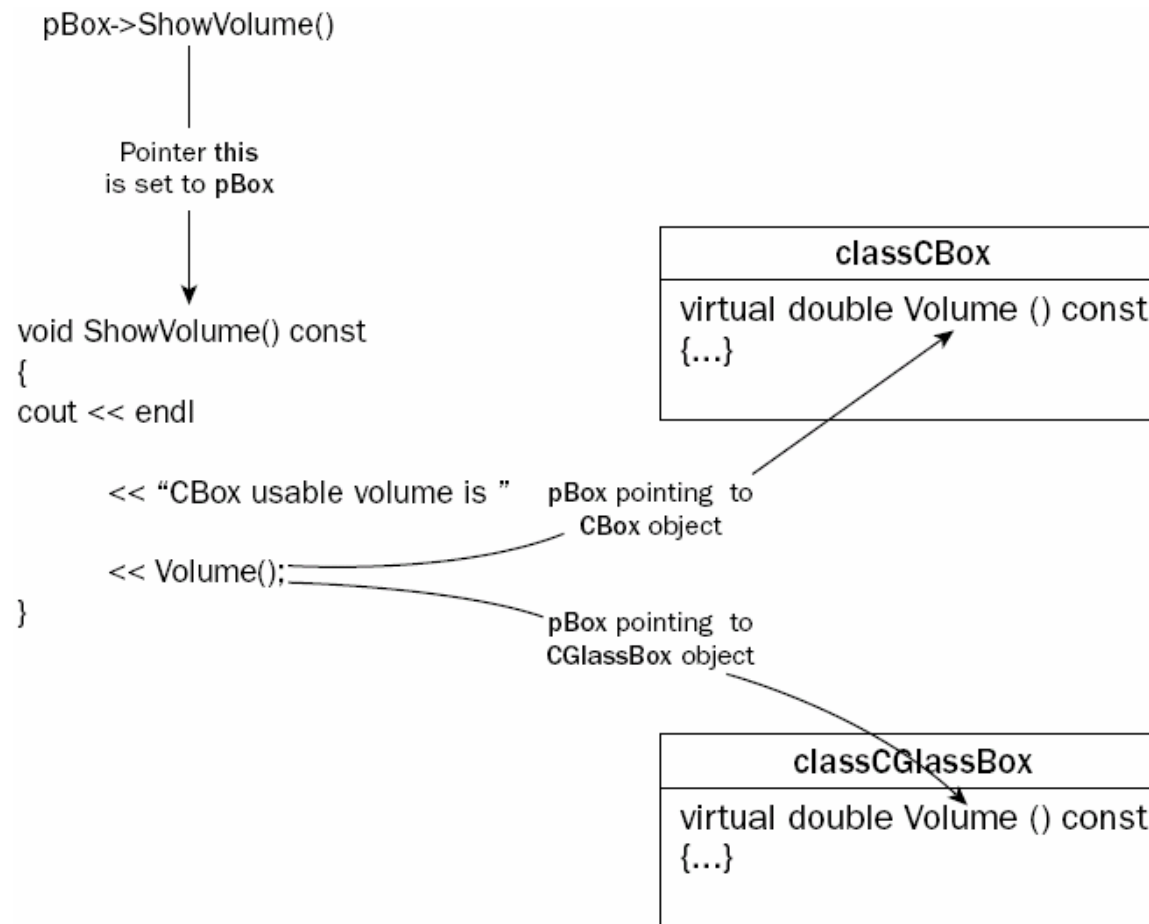 pBox->ShowVolume()
Pointer this
is set to pBox
void ShowVolume() const
{
cout << endl
<< “CBox usable volume is ”
<< Volume();
}
pBox pointing to
CBox object
pBox pointing to
CGlassBox object
classCBox
virtual double Volume () const
{...}
classCGlassBox
virtual double Volume () const
{...}